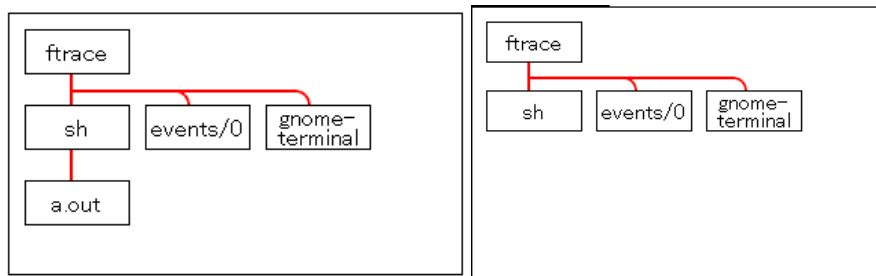 ftrace
sh
events/0
gnome-
terminal
a.out
ftrace
sh
events/0
gnome-
terminal